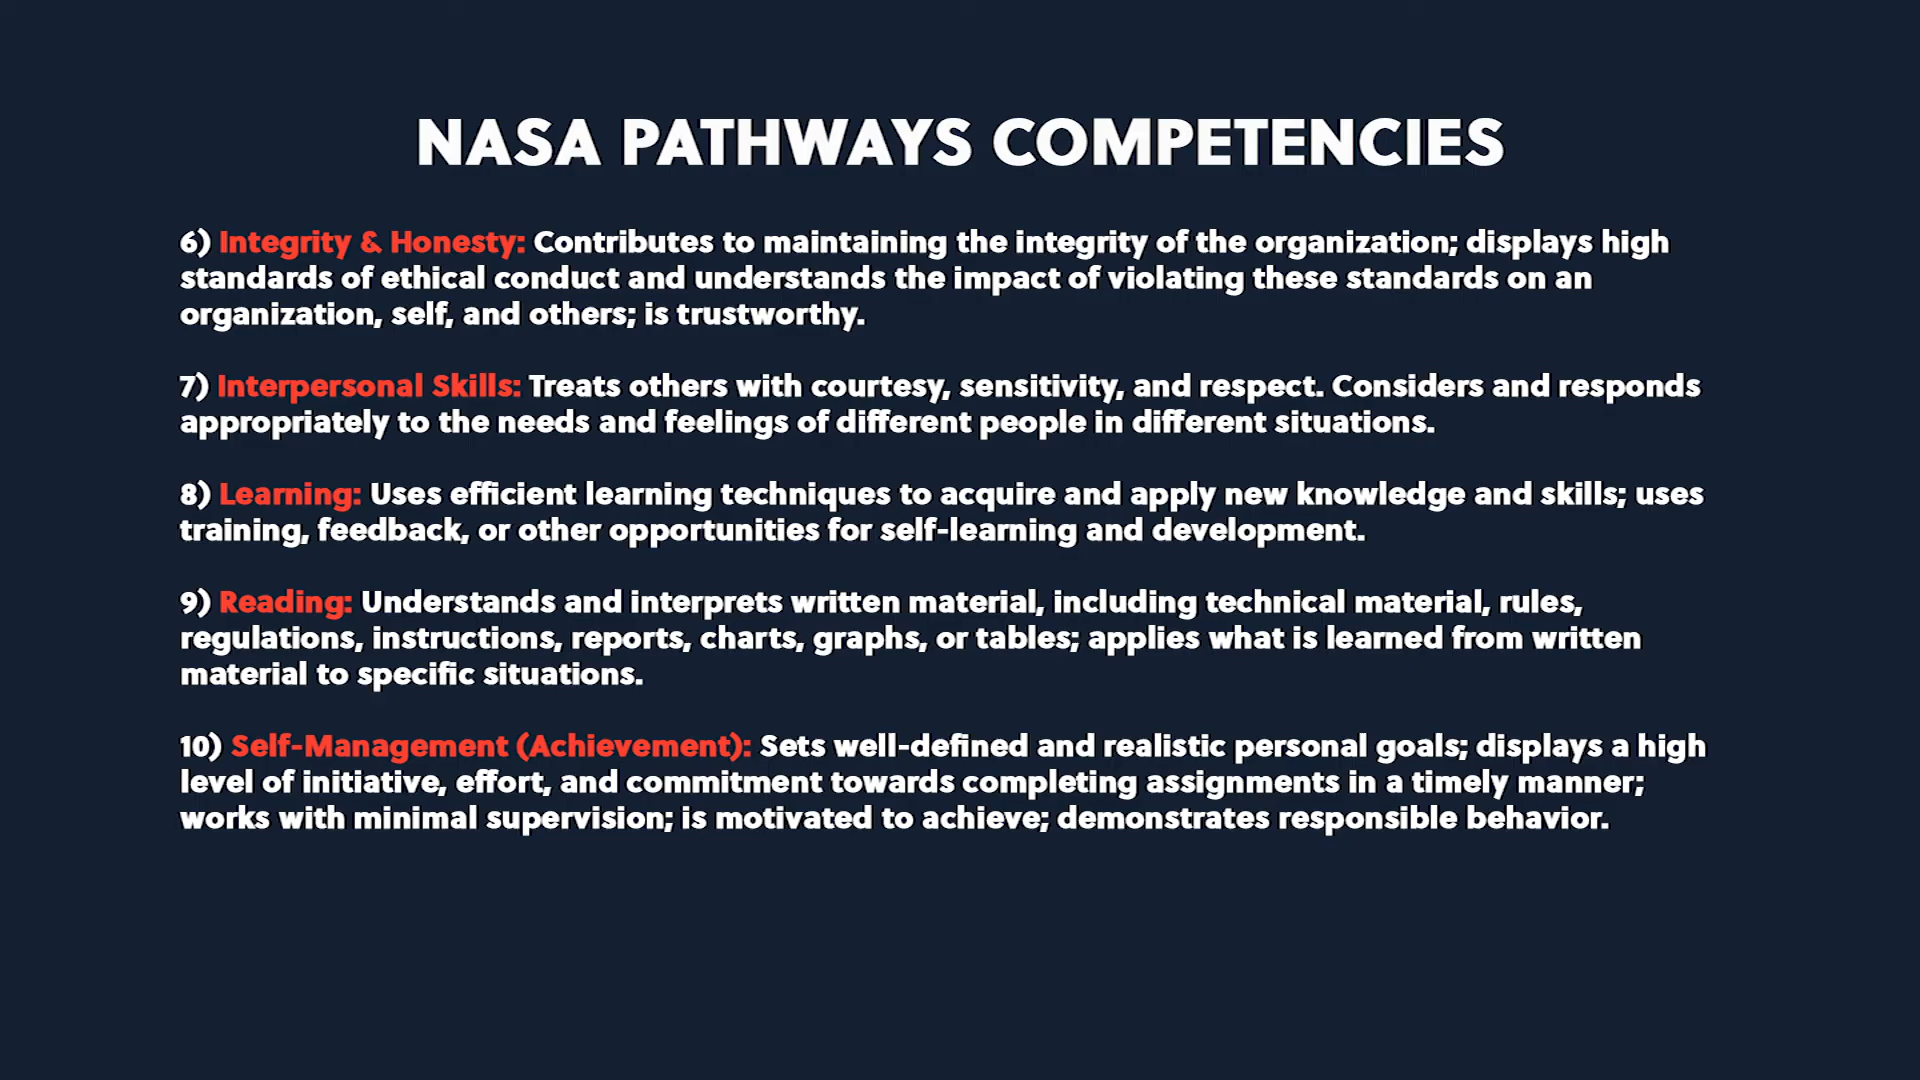 NASA PATHWAYS COMPETENCIES
6) Integrity & Honesty: Contributes to maintaining the integrity of the organization; displays high
standards of ethical conduct and understands the impact of violating these standards on an
organization, self, and others; is trustworthy.
7) Interpersonal Skills: Treats others with courtesy, sensitivity, and respect. Considers and responds
appropriately to the needs and feelings of different people in different situations.
8) Learning: Uses efficient learning techniques to acquire and apply new knowledge and skills; uses
training, feedback, or other opportunities for self-learning and development.
9) Reading: Understands and interprets written material, including technical material, rules,
regulations, instructions, reports, charts, graphs, or tables; applies what is learned from written
material to specific situations.
10) Self-Management (Achievement): Sets well-defined and realistic personal goals; displays a high
level of initiative, effort, and commitment towards completing assignments in a timely manner;
works with minimal supervision; is motivated to achieve; demonstrates responsible behavior.